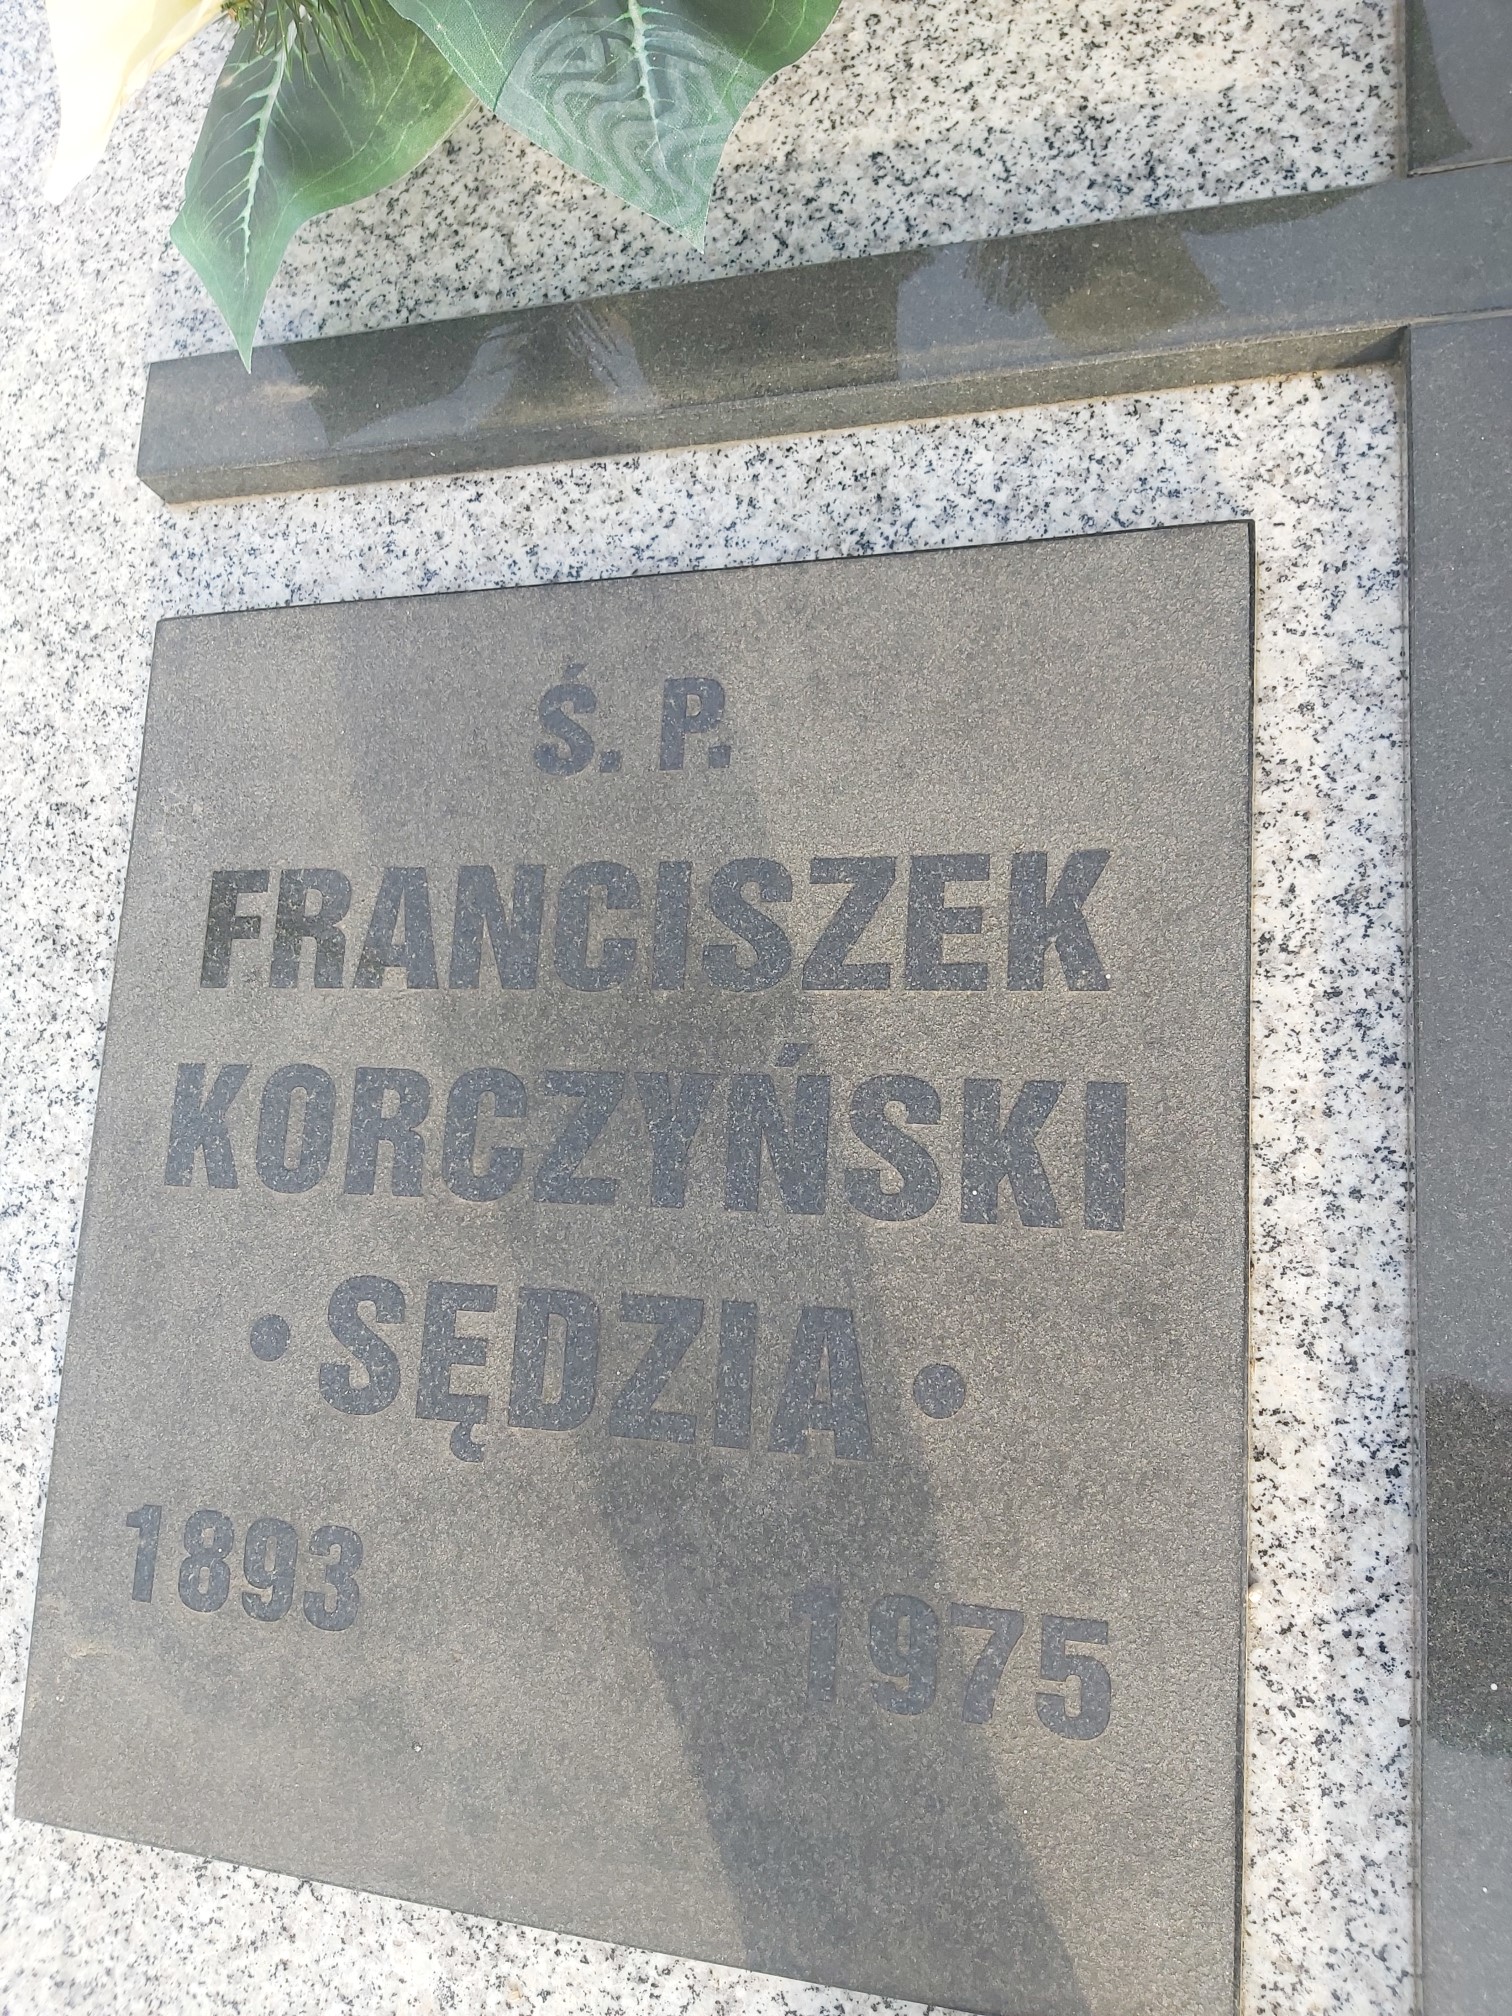 Ś. P.
FRANCISZEK
KORCZYŃSKI
• SĘDZIA •
1893 1975